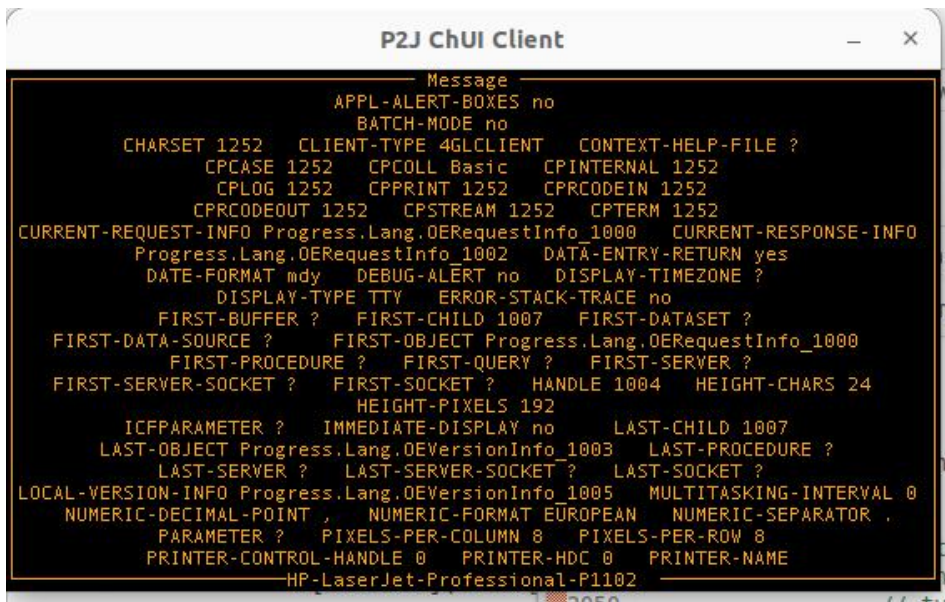 P2J ChUI Client
Message
APPL-ALERT-BOXES no
BATCH-MODE no
CHARSET 1252 CLIENT-TYPE 4GLCLIENT CONTEXT-HELP-FILE ?
CPCASE 1252 CPCOLL Basic CPINTERNAL 1252
CPLOG 1252 CPPRINT 1252 CPRCODEIN 1252
CPRCODEOUT 1252 CPSTREAM 1252 CPTERM 1252
CURRENT-REQUEST-INFO Progress.Lang.OERequestInfo_1000 CURRENT-RESPONSE-INFO
Progress.Lang.OERequestInfo_1002 DATA-ENTRY-RETURN yes
DATE-FORMAT mdy DEBUG-ALERT no DISPLAY-TIMEZONE ?
DISPLAY-TYPE TTY ERROR-STACK-TRACE no
FIRST-BUFFER ? FIRST-CHILD 1007 FIRST-DATASET ?
FIRST-DATA-SOURCE ? FIRST-OBJECT Progress.Lang.OERequestInfo_1000
FIRST-PROCEDURE ? FIRST-QUERY ? FIRST-SERVER ?
FIRST-SERVER-SOCKET ? FIRST-SOCKET ? HANDLE 1004 HEIGHT-CHARS 24
HEIGHT-PIXELS 192
ICFPARAMETER ? IMMEDIATE-DISPLAY no LAST-CHILD 1007
LAST-OBJECT Progress.Lang.OEVersionInfo_1003 LAST-PROCEDURE ?
LAST-SERVER ? LAST-SERVER-SOCKET ? LAST-SOCKET ?
LOCAL-VERSION-INFO Progress.Lang.OEVersionInfo_1005 MULTITASKING-INTERVAL 0
NUMERIC-DECIMAL-POINT , NUMERIC-FORMAT EUROPEAN NUMERIC-SEPARATOR .
PARAMETER ? PIXELS-PER-COLUMN 8 PIXELS-PER-ROW 8
PRINTER-CONTROL-HANDLE 0 PRINTER-HDC 0 PRINTER-NAME
HP-LaserJet-Professional-P1102